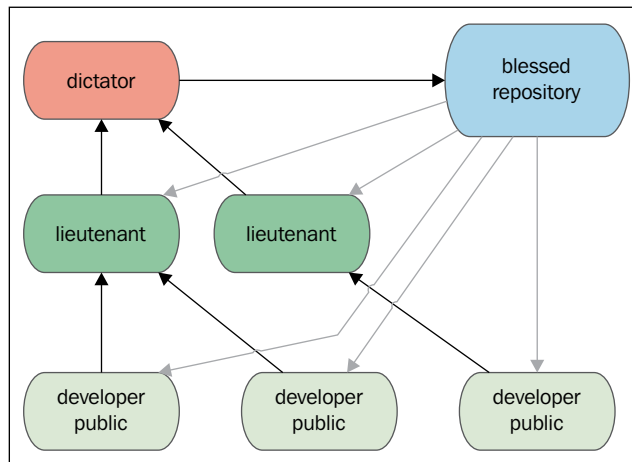 dictator
blessed
repository
lieutenant
lieutenant
developer
public
developer
public
developer
public